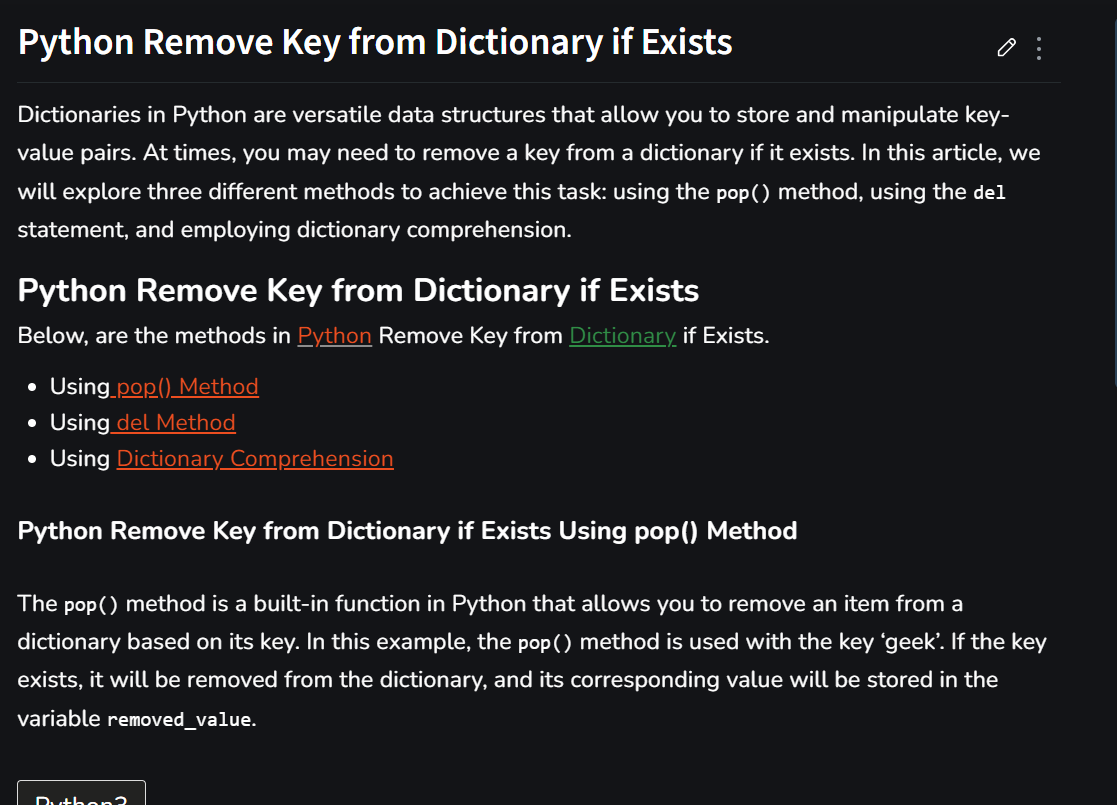 Python Remove Key from Dictionary if Exists
Dictionaries in Python are versatile data structures that allow you to store and manipulate key-
value pairs. At times, you may need to remove a key from a dictionary if it exists. In this article, we
will explore three different methods to achieve this task: using the pop() method, using the del
statement, and employing dictionary comprehension.
Python Remove Key from Dictionary if Exists
Below, are the methods in Python Remove Key from Dictionary if Exists.
Using pop() Method
Using del Method
Using Dictionary Comprehension
Python Remove Key from Dictionary if Exists Using pop() Method
The pop() method is a built-in function in Python that allows you to remove an item from a
dictionary based on its key. In this example, the pop() method is used with the key ‘geek’. If the key
exists, it will be removed from the dictionary, and its corresponding value will be stored in the
variable removed_value.
Python3